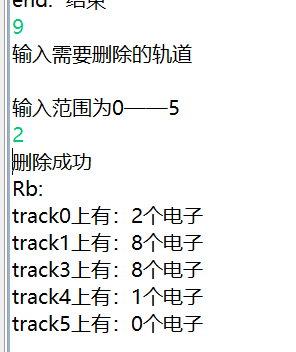 end：结束
9
输入需要删除的轨道
输入范围为0——5
2
删除成功
Rb:
track0上有：2个电子
track1上有：8个电子
track3上有：8个电子
track4上有：1个电子
track5上有：0个电子